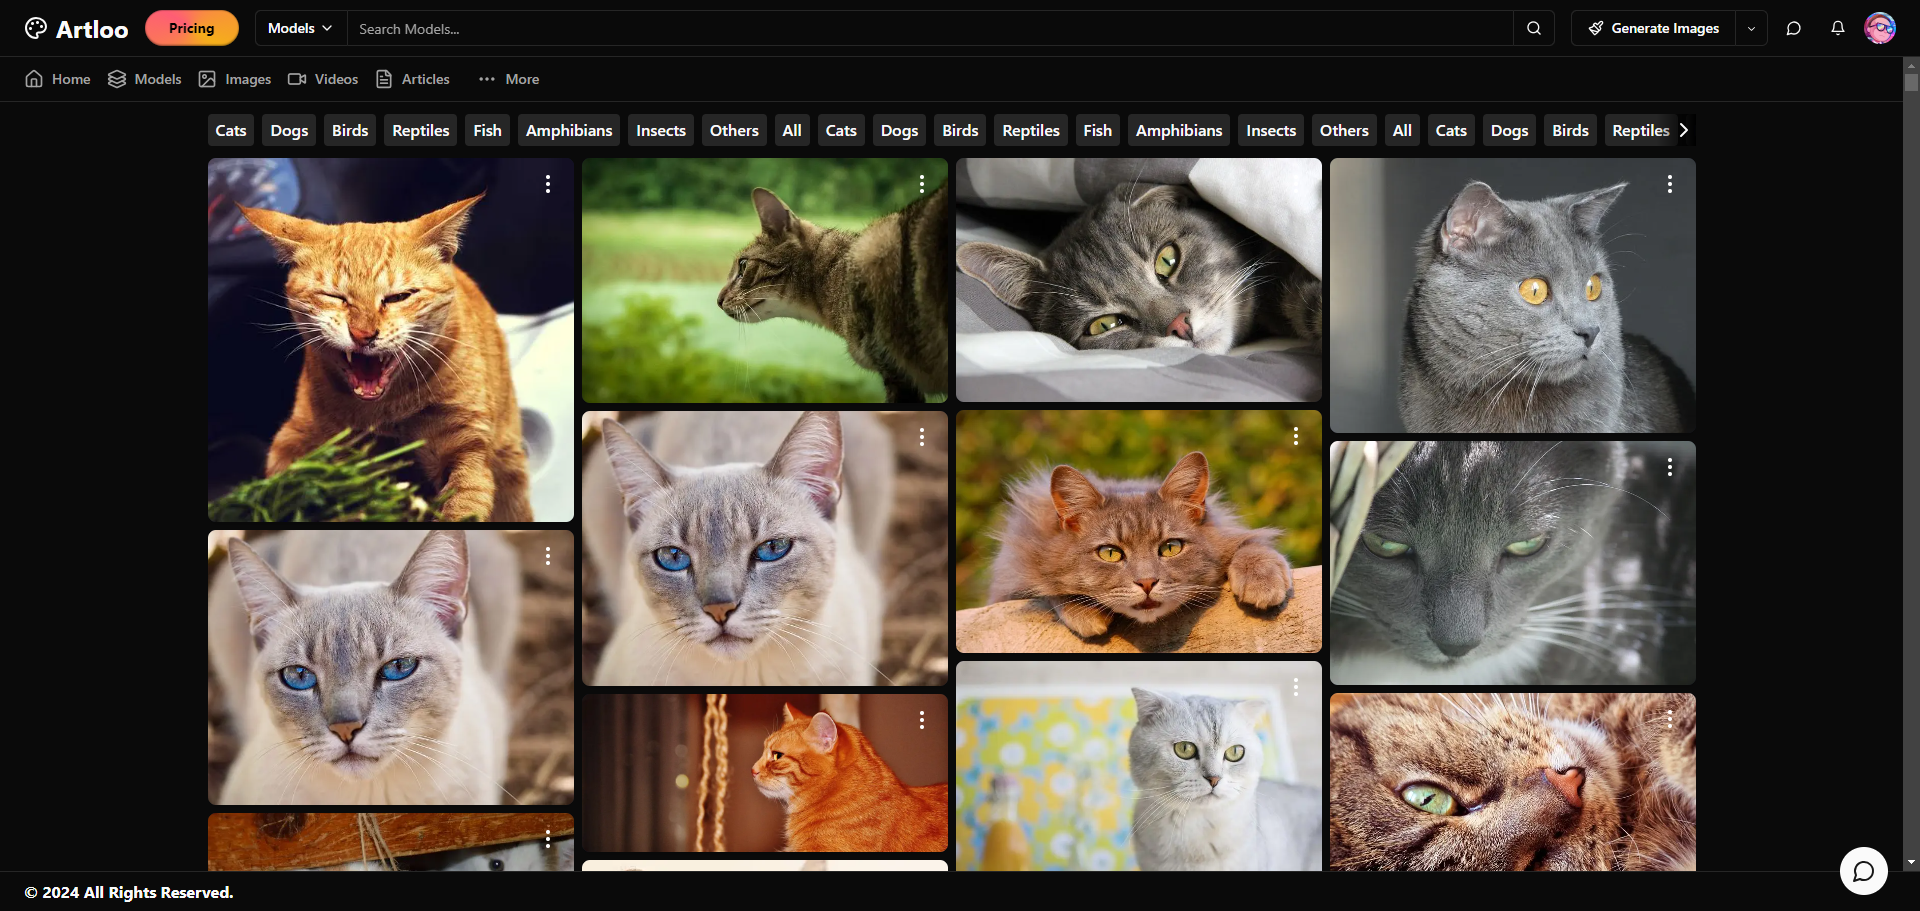 Artloo
Pricing
Models
Search Models...
Generate Images
Home
Models
Images
Videos
Articles
More
Cats
Dogs
Birds
Reptiles
Fish
Amphibians
Insects
Others
All
Cats
Dogs
Birds
Reptiles
Fish
Amphibians
Insects
Others
All
Cats
Dogs
Birds
Reptiles
© 2024 All Rights Reserved.